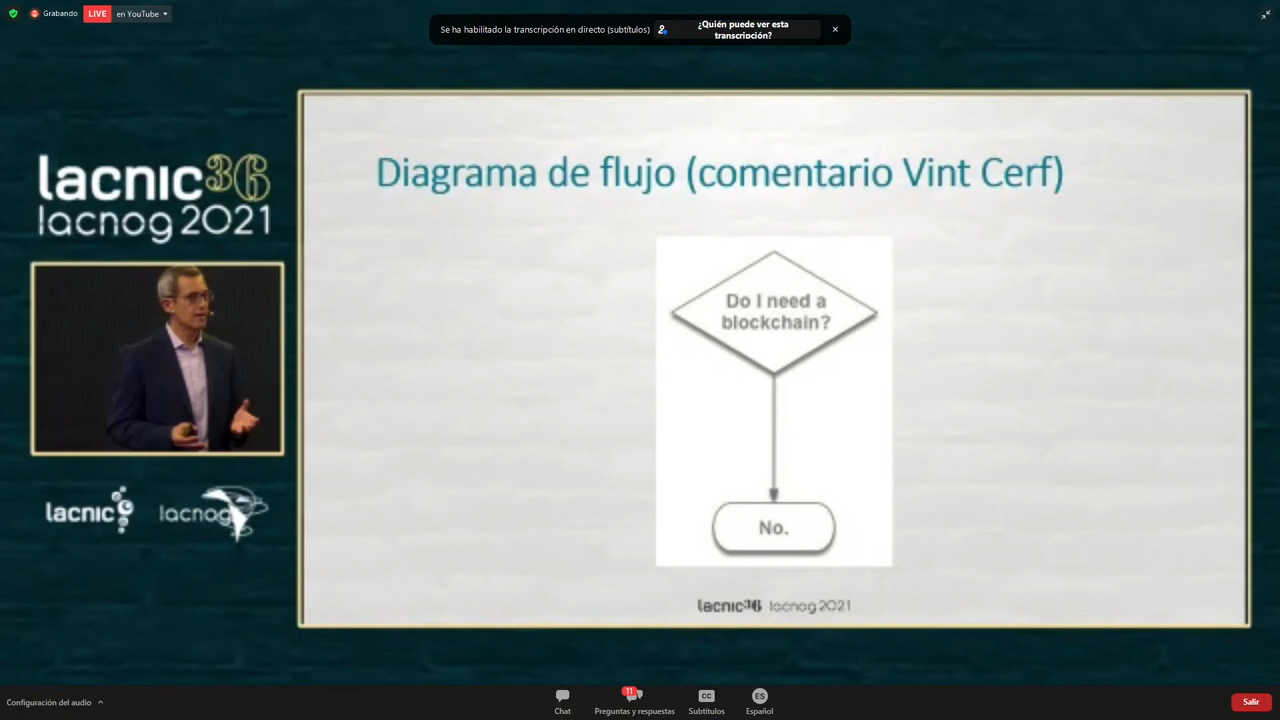 Grabando
LIVE
en YouTube
Se ha habilitado la transcripción en directo (subtítulos)
¿Quién puede ver esta
transcripción?
lacnic36
lacnog 2021
Diagrama de flujo (comentario Vint Cerf)
Do I need a
blockchain?
No.
lacnic
lacnog
lacnic36 lacnog 2021
Configuración del audio
Chat
11
Preguntas y respuestas
CC
Subtítulos
ES
Español
Salir